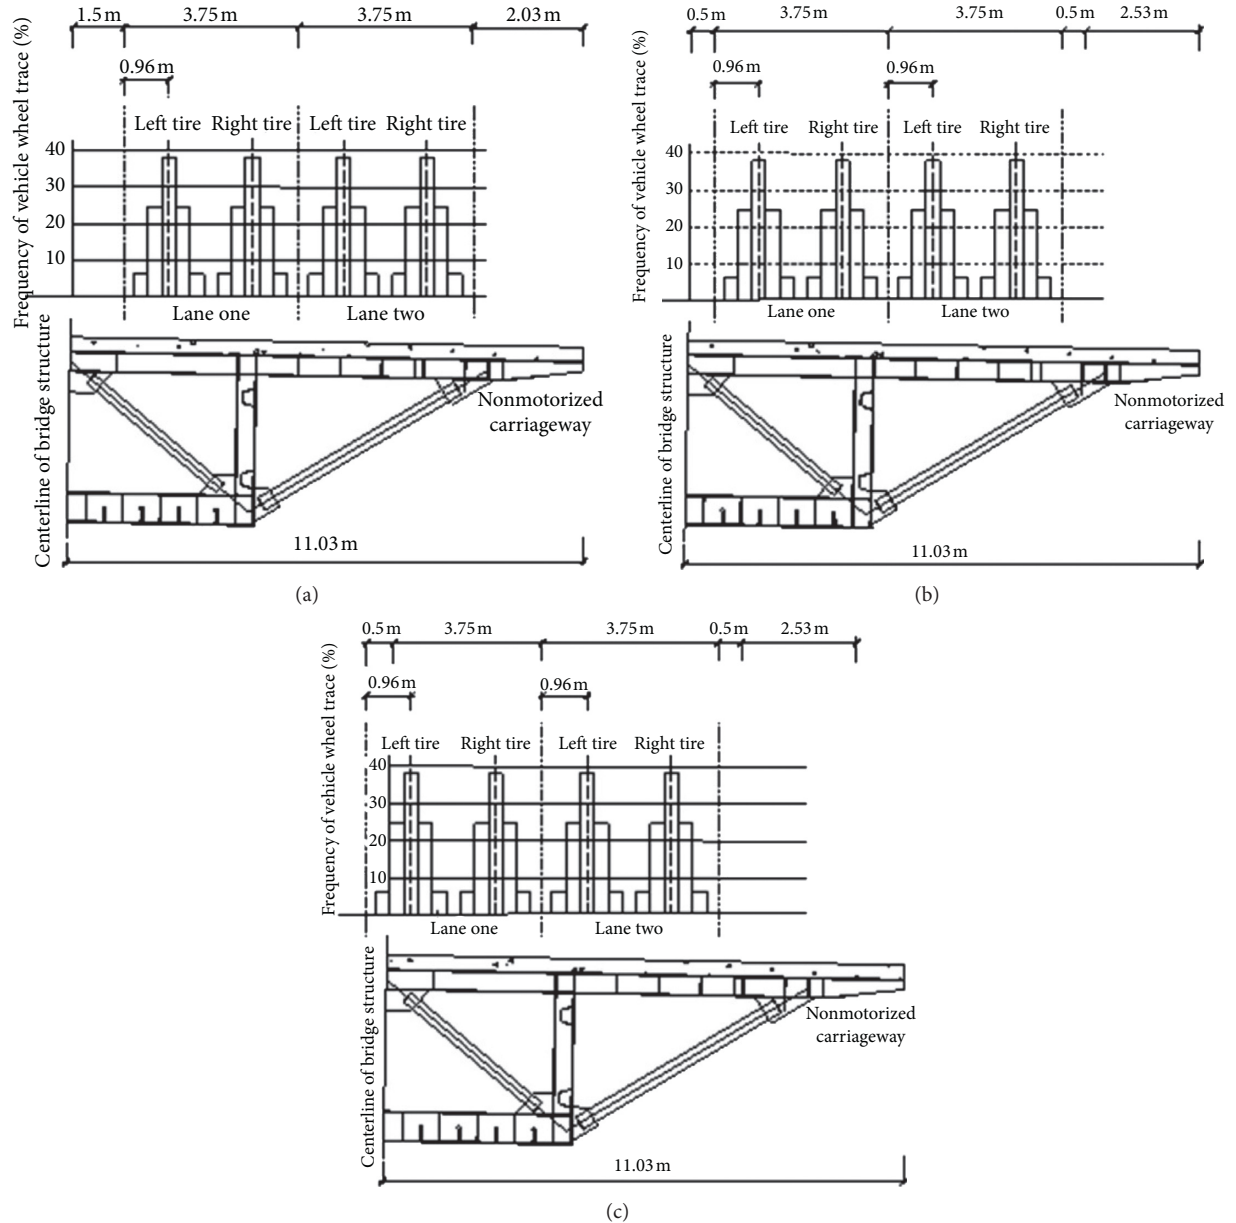 1.5 m 3.75 m 3.75 m 2.03 m
0.96 m
Left tire Right tire Left tire Right tire
Frequency of vehicle wheel trace (%)
40
30
20
10
Lane one Lane two
Centerline of bridge structure
Nonmotorized
carriageway
11.03 m
(a)
0.5 m 3.75 m 3.75 m 0.5 m 2.53 m
0.96 m 0.96 m
Left tire Right tire Left tire Right tire
Frequency of vehicle wheel trace (%)
40
30
20
10
Lane one Lane two
Centerline of bridge structure
Nonmotorized
carriageway
11.03 m
(b)
0.5 m 3.75 m 3.75 m 0.5 m 2.53 m
0.96 m 0.96 m
Left tire Right tire Left tire Right tire
Frequency of vehicle wheel trace (%)
40
30
20
10
Lane one Lane two
Centerline of bridge structure
Nonmotorized
carriageway
11.03 m
(c)